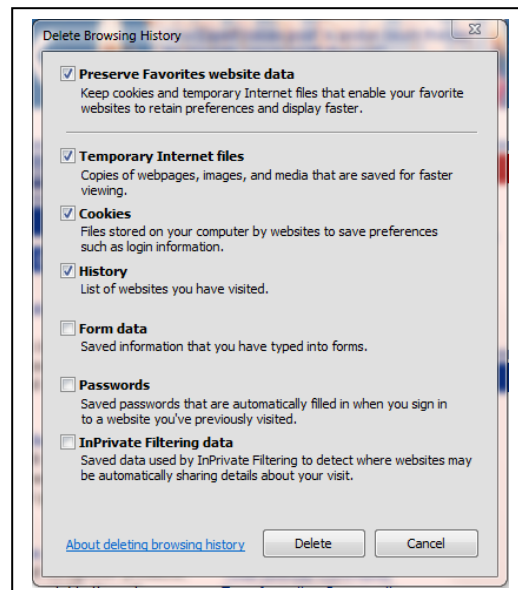 Delete Browsing History
Preserve Favorites website data
Keep cookies and temporary Internet files that enable your favorite
websites to retain preferences and display faster.
Temporary Internet files
Copies of webpages, images, and media that are saved for faster
viewing.
Cookies
Files stored on your computer by websites to save preferences
such as login information.
History
List of websites you have visited.
Form data
Saved information that you have typed into forms.
Passwords
Saved passwords that are automatically filled in when you sign in
to a website you've previously visited.
InPrivate Filtering data
Saved data used by InPrivate Filtering to detect where websites may
be automatically sharing details about your visit.
About deleting browsing history
Delete
Cancel